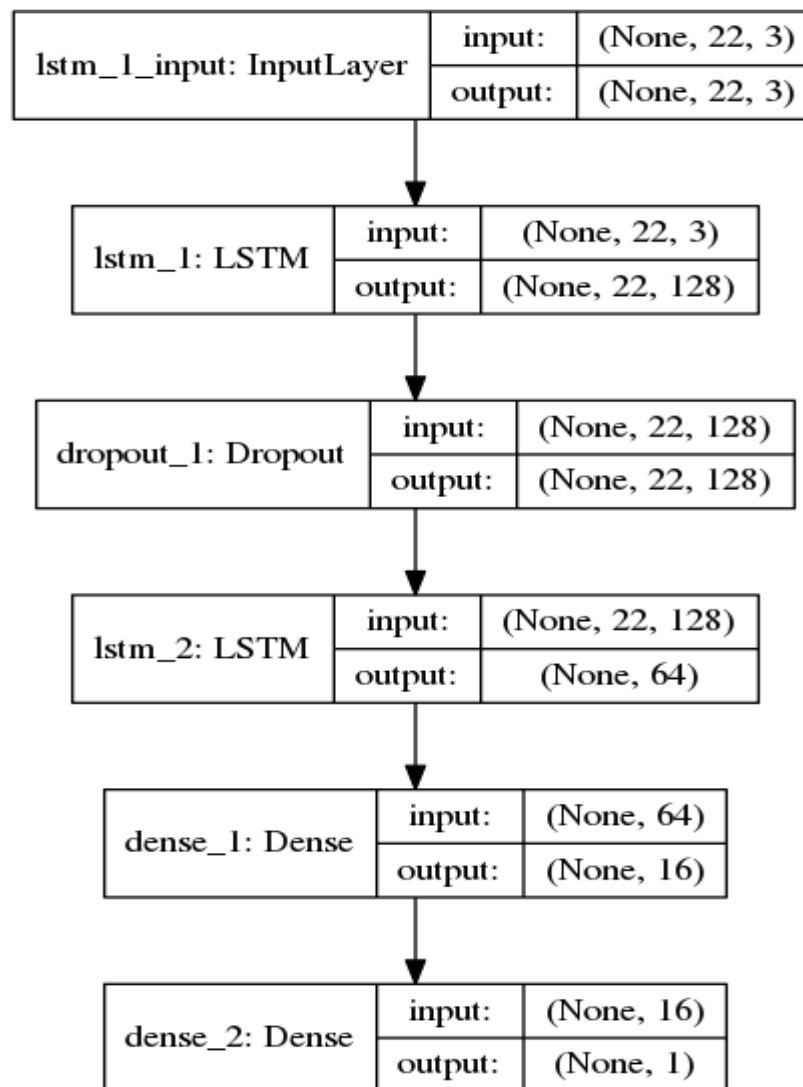 lstm_1_input: InputLayer
input: (None, 22, 3)
output: (None, 22, 3)
lstm_1: LSTM
input: (None, 22, 3)
output: (None, 22, 128)
dropout_1: Dropout
input: (None, 22, 128)
output: (None, 22, 128)
lstm_2: LSTM
input: (None, 22, 128)
output: (None, 64)
dense_1: Dense
input: (None, 64)
output: (None, 16)
dense_2: Dense
input: (None, 16)
output: (None, 1)